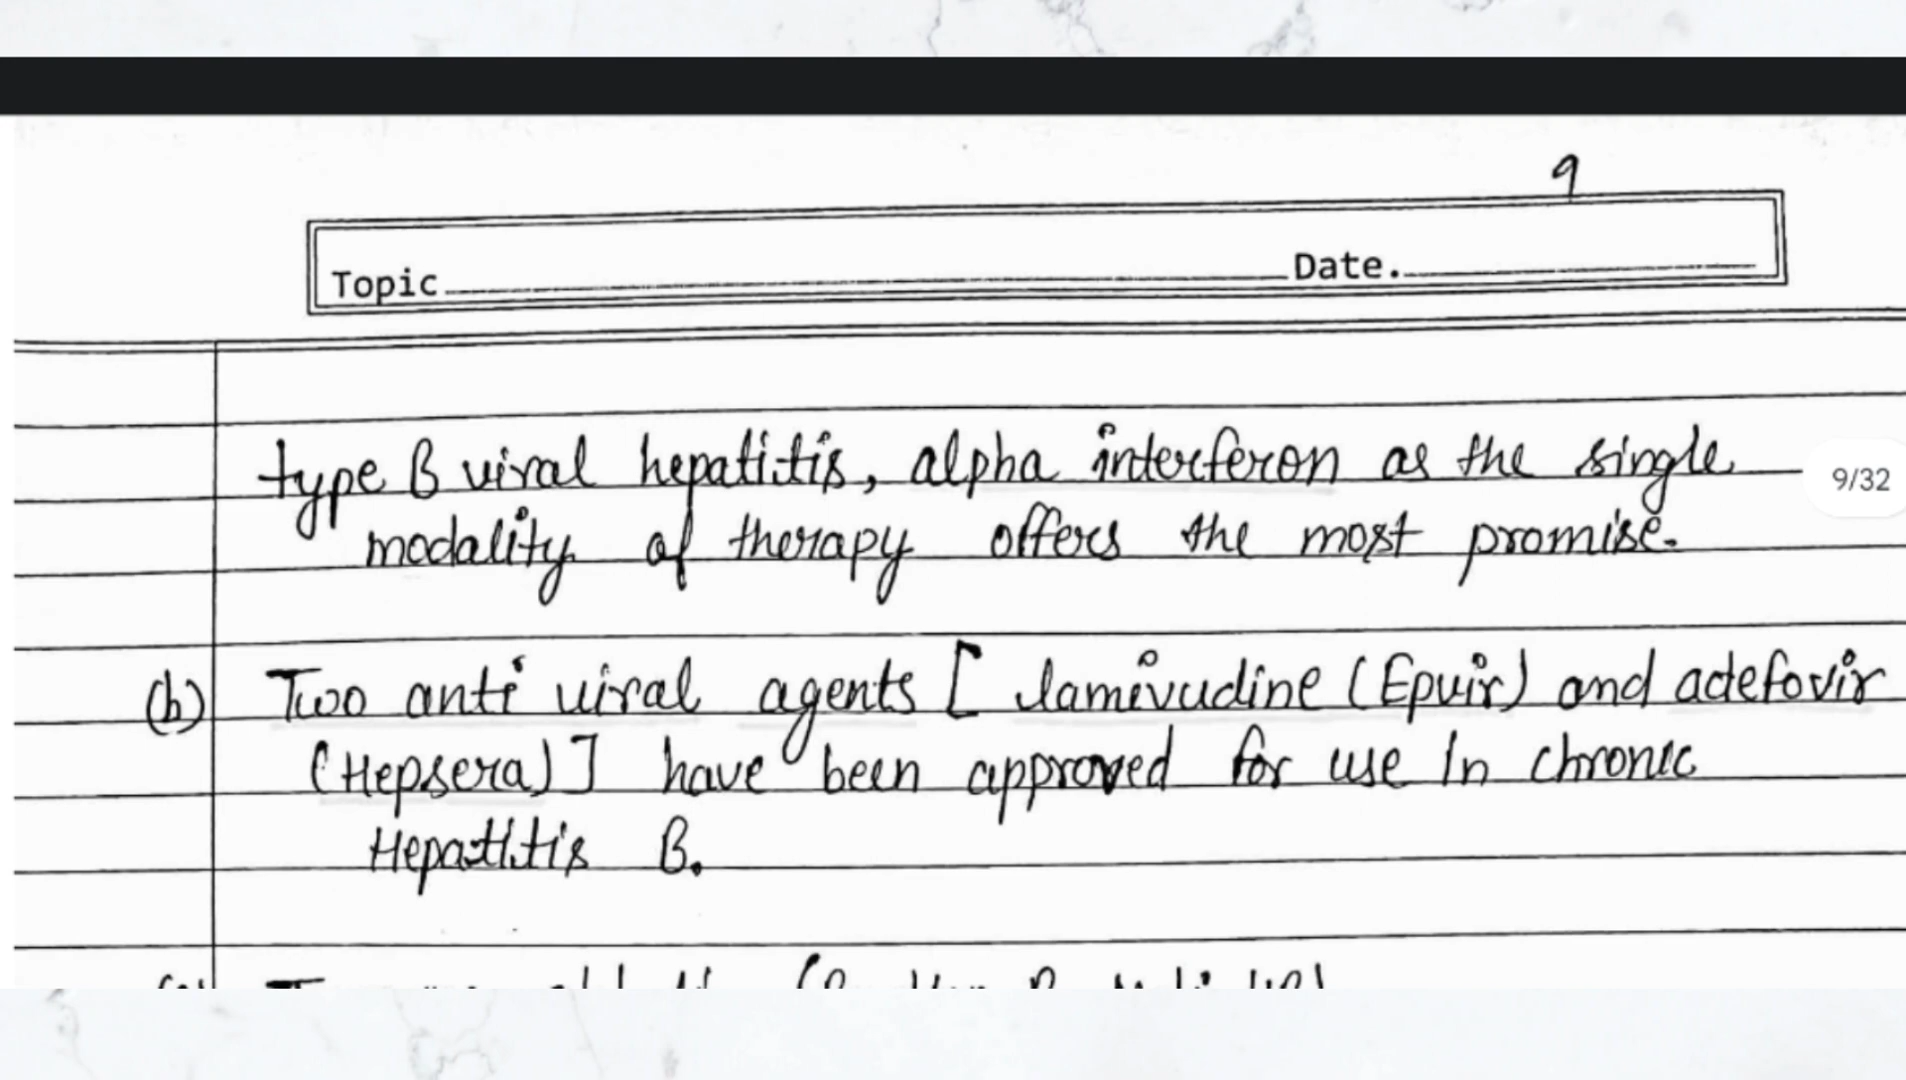 9
Topic Date.
type B viral hepatitis, alpha interferon as the single
9/32
modality of therapy offers the most promise.
(b) Two anti viral agents [ lamivudine (Epvir) and adefovir
(Hepsera)] have been approved for use in chronic
Hepatitis B.